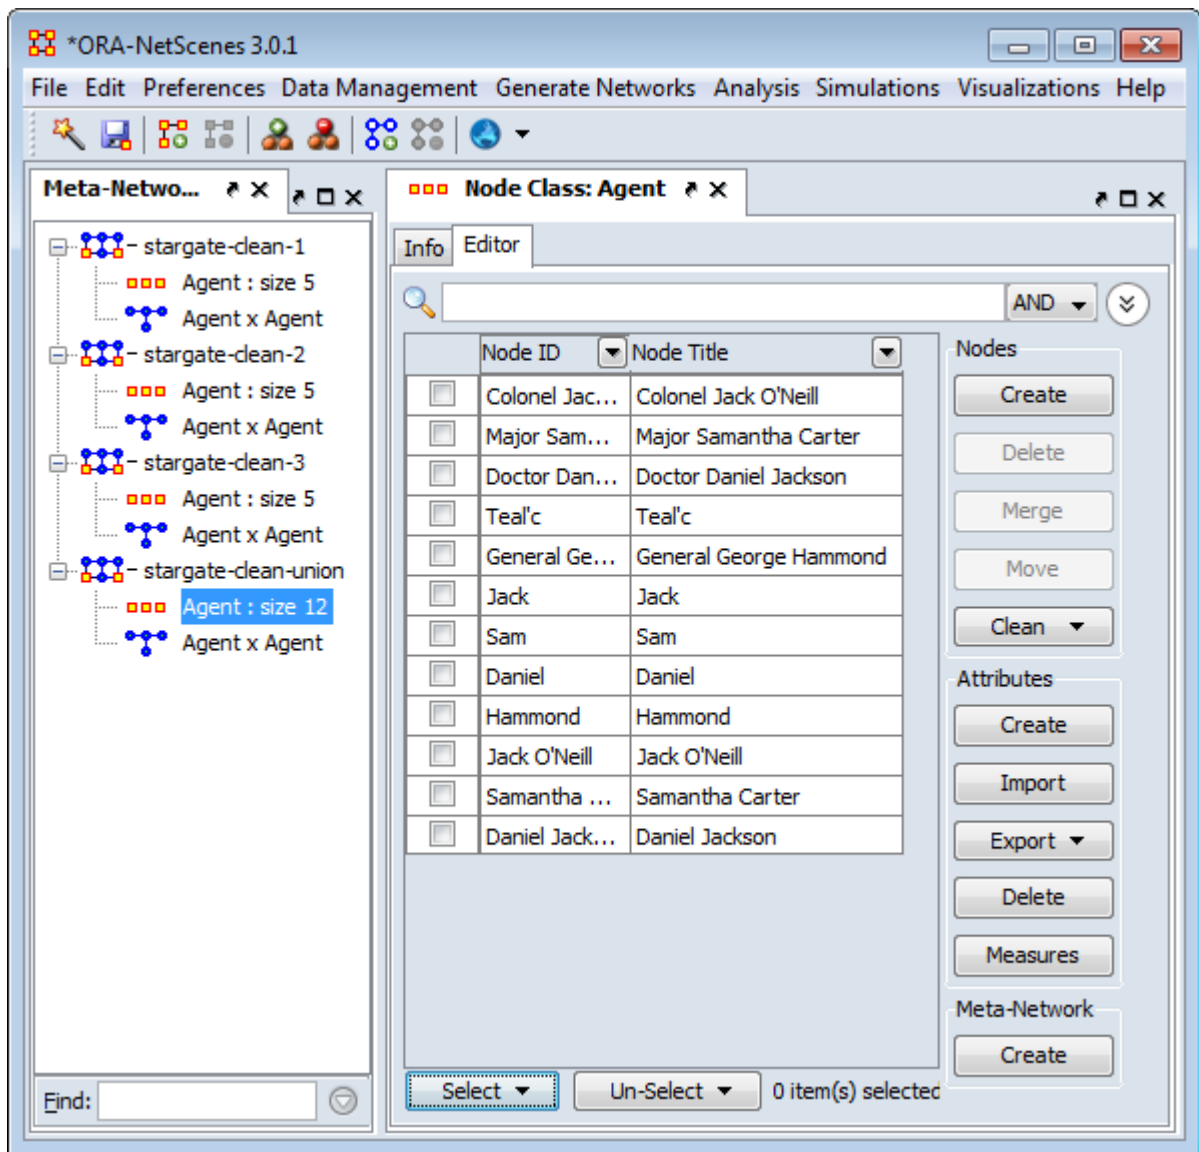 *ORA-NetScenes 3.0.1
File Edit Preferences Data Management Generate Networks Analysis Simulations Visualizations Help
Meta-Netwo...
stargate-clean-1
Agent : size 5
Agent x Agent
stargate-clean-2
Agent : size 5
Agent x Agent
stargate-clean-3
Agent : size 5
Agent x Agent
stargate-clean-union
Agent : size 12
Agent x Agent
Find:
Node Class: Agent
Info Editor
AND
Node ID Node Title
Colonel Jac... Colonel Jack O'Neill
Major Sam... Major Samantha Carter
Doctor Dan... Doctor Daniel Jackson
Teal'c Teal'c
General Ge... General George Hammond
Jack Jack
Sam Sam
Daniel Daniel
Hammond Hammond
Jack O'Neill Jack O'Neill
Samantha ... Samantha Carter
Daniel Jack... Daniel Jackson
Select Un-Select 0 item(s) selected
Nodes
Create
Delete
Merge
Move
Clean
Attributes
Create
Import
Export
Delete
Measures
Meta-Network
Create